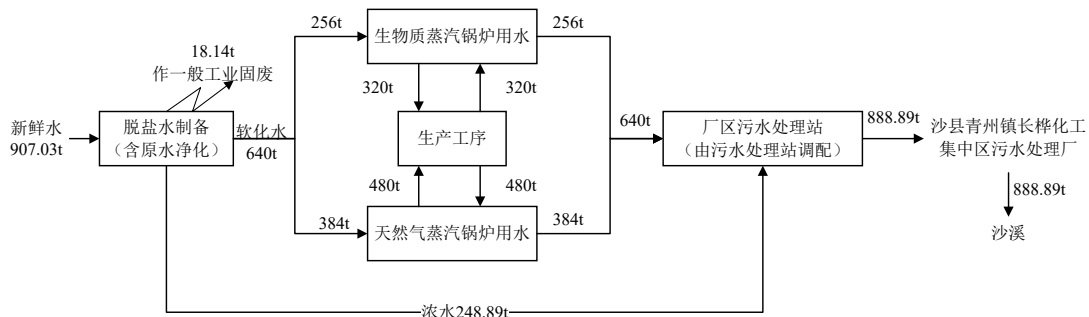 256t
生物质蒸汽锅炉用水
256t
18.14t
作一般工业固废
320t
320t
新鲜水
907.03t
脱盐水制备
（含原水净化）
软化水
640t
生产工序
640t
厂区污水处理站
（由污水处理站调配）
888.89t
沙县青州镇长桦化工
集中区污水处理厂
480t
480t
888.89t
384t
天然气蒸汽锅炉用水
384t
沙溪
浓水248.89t